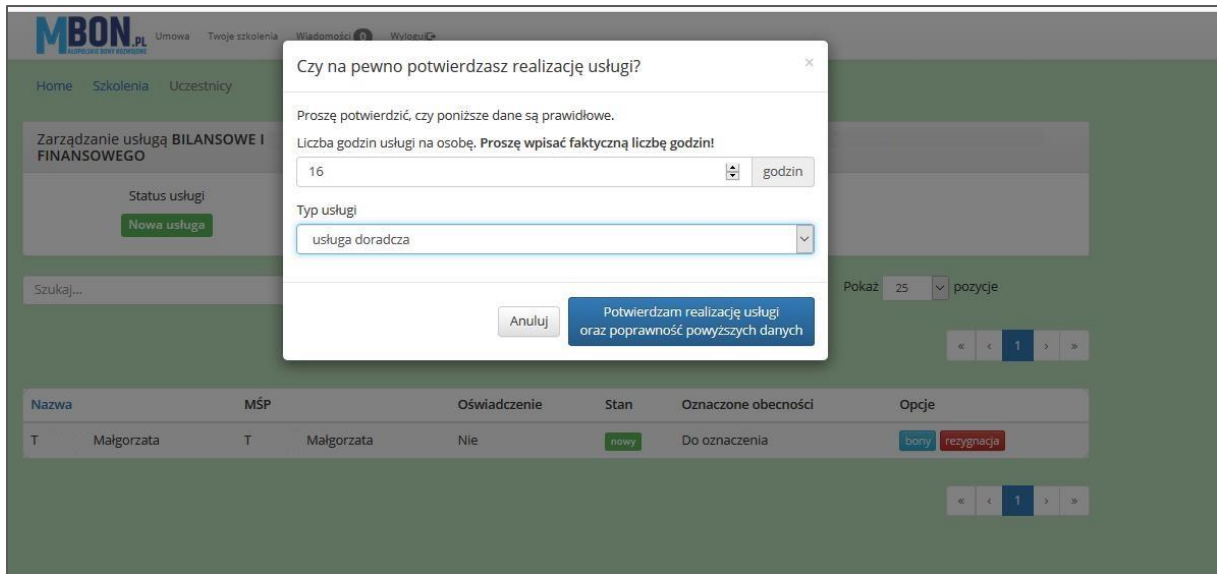 MBON.PL
MAŁOPOLSKIE BONY ROZWOJOWE
Umowa Twoje szkolenia Wiadomości 0 Wyloguj
Home Szkolenia Uczestnicy
Zarządzanie usługą BILANSOWE I
FINANSOWEGO
Status usługi
Nowa usługa
Szukaj...
Czy na pewno potwierdzasz realizację usługi? ×
Proszę potwierdzić, czy poniższe dane są prawidłowe.
Liczba godzin usługi na osobę. Proszę wpisać faktyczną liczbę godzin!
16 godzin
Typ usługi
usługa doradcza
Anuluj
Potwierdzam realizację usługi
oraz poprawność powyższych danych
Pokaż 25 pozycje
« ‹ 1 › »
Nazwa MŚP Oświadczenie Stan Oznaczone obecności Opcje
T Małgorzata T Małgorzata Nie nowy Do oznaczenia bony rezygnacja
« ‹ 1 › »